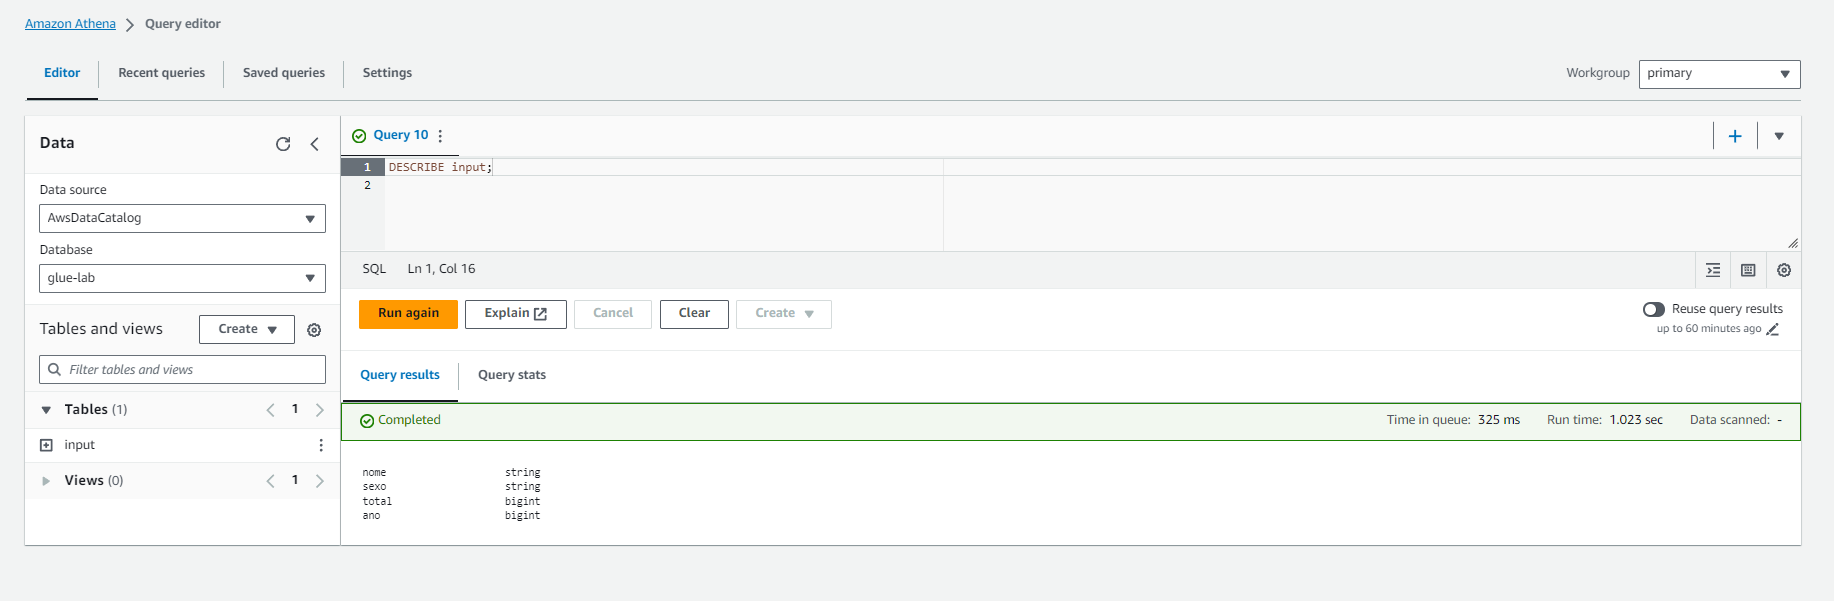 Amazon Athena > Query editor
Editor Recent queries Saved queries Settings Workgroup primary
Data
Data source
AwsDataCatalog
Database
glue-lab
Tables and views Create
Filter tables and views
Tables (1) 1
input
Views (0) 1
Query 10
1 DESCRIBE input;
2
SQL Ln 1, Col 16
Run again Explain Cancel Clear Create Reuse query results
up to 60 minutes ago
Query results Query stats
Completed Time in queue: 325 ms Run time: 1.023 sec Data scanned: -
nome string
sexo string
total bigint
ano bigint